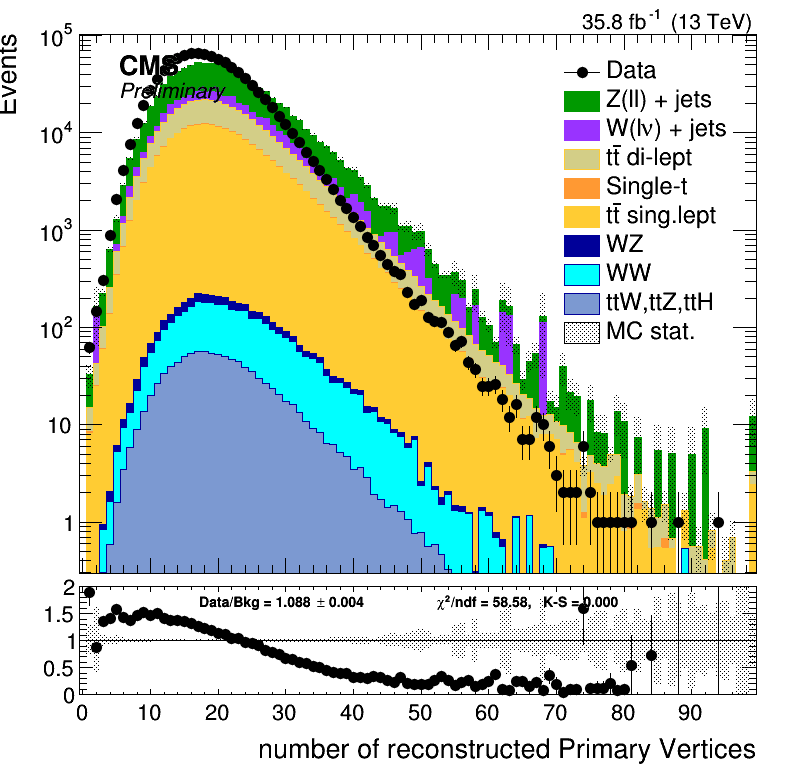 35.8 fb⁻¹ (13 TeV)
Events
CMS
Preliminary
Data
Z(ll) + jets
W(lν) + jets
tt̄ di-lept
Single-t
tt̄ sing.lept
WZ
WW
ttW,ttZ,ttH
MC stat.
10⁵
10⁴
10³
10²
10
1
Data/Bkg = 1.088 ± 0.004 χ²/ndf = 58.58, K-S = 0.000
2
1.5
1
0.5
0
0 10 20 30 40 50 60 70 80 90
number of reconstructed Primary Vertices